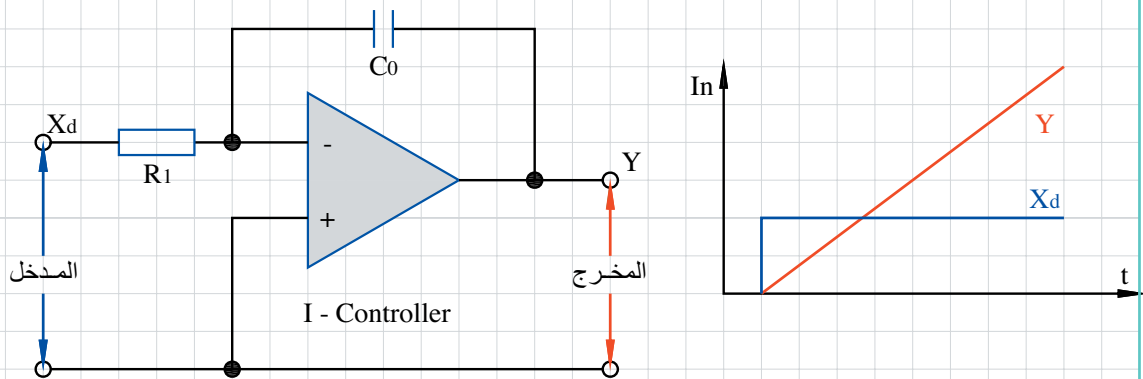 Xd
R1
C0
-
+
Y
المدخل
المخرج
I - Controller
In
Y
Xd
t